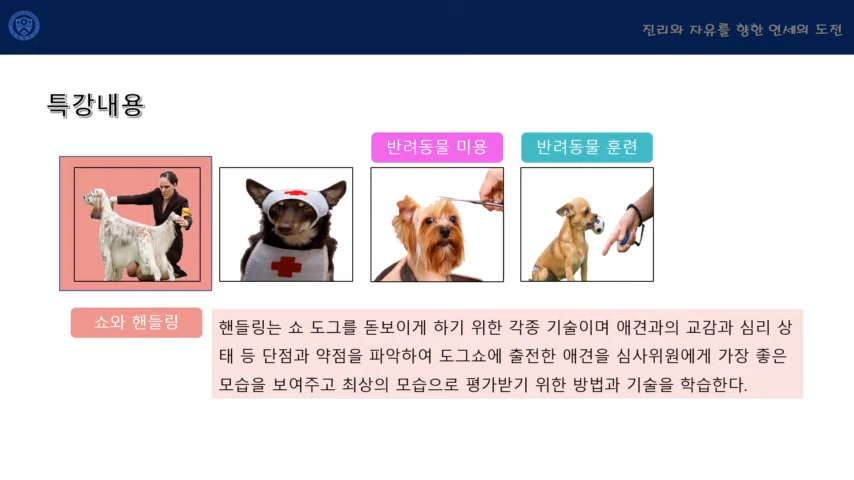 진리와 자유를 향한 연세의 도전
특강내용
반려동물 미용
반려동물 훈련
쇼와 핸들링
핸들링는 쇼 도그를 돋보이게 하기 위한 각종 기술이며 애견과의 교감과 심리 상
태 등 단점과 약점을 파악하여 도그쇼에 출전한 애견을 심사위원에게 가장 좋은
모습을 보여주고 최상의 모습으로 평가받기 위한 방법과 기술을 학습한다.